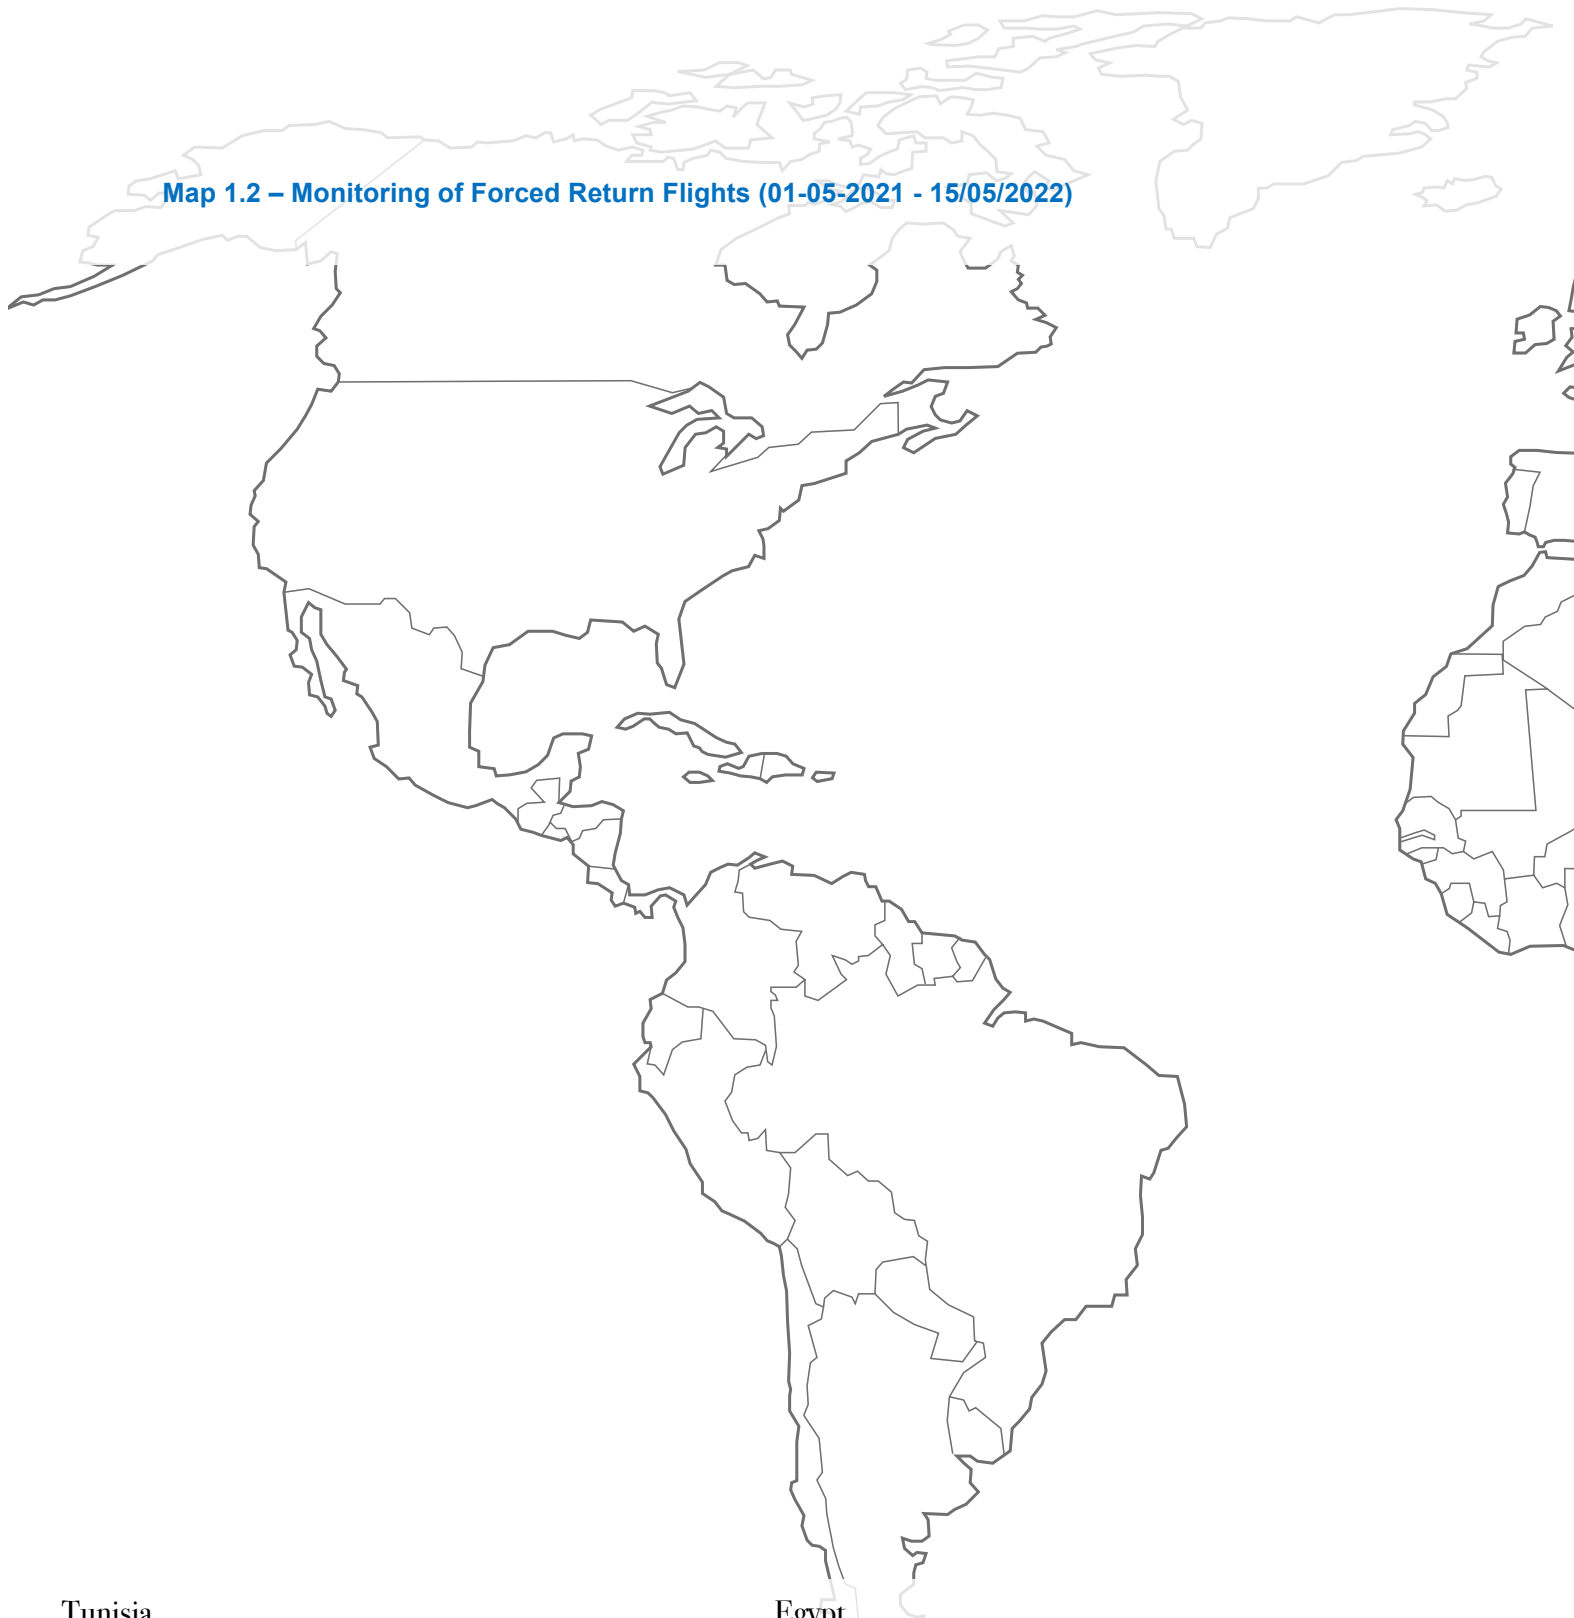 Map 1.2 – Monitoring of Forced Return Flights (01-05-2021 - 15/05/2022)
Tunisia
Egypt